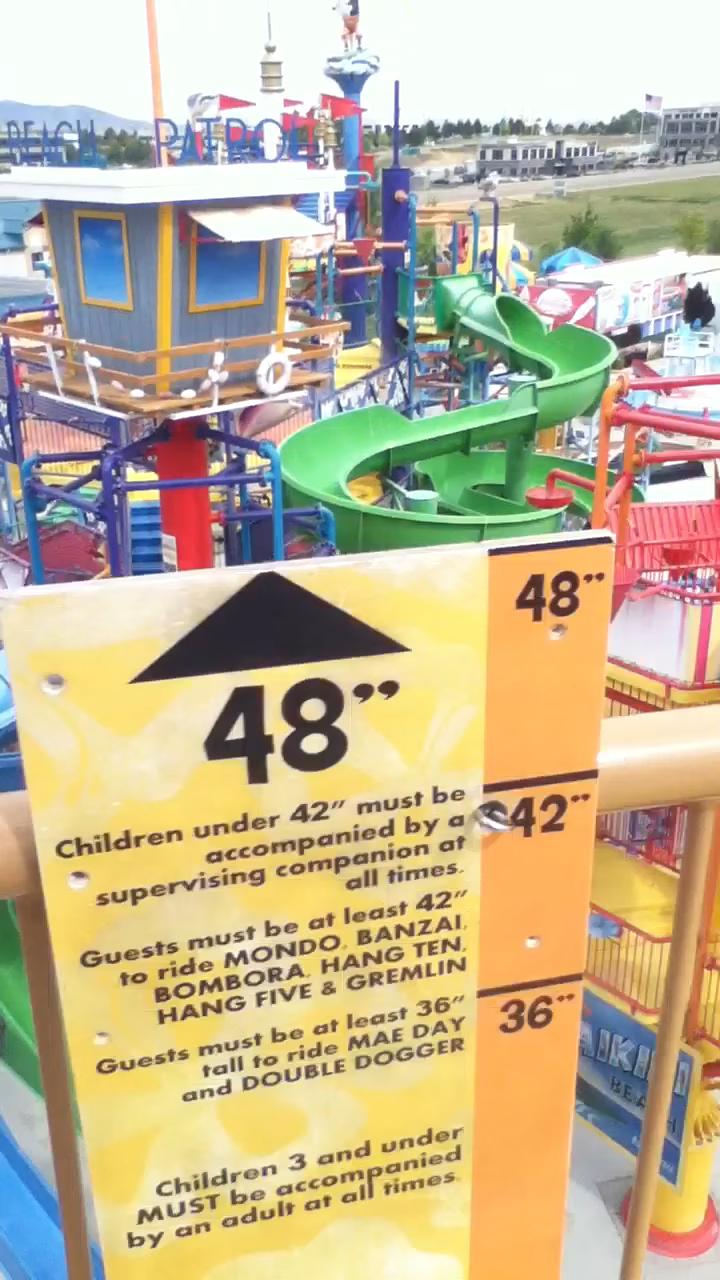 BEACH PATROL
48”
48”
Children under 42” must be
accompanied by a
supervising companion at
all times.
42”
Guests must be at least 42”
to ride MONDO, BANZAI,
BOMBORA, HANG TEN,
HANG FIVE & GREMLIN
36”
Guests must be at least 36”
tall to ride MAE DAY
and DOUBLE DOGGER
Children 3 and under
MUST be accompanied
by an adult at all times.
BEACH